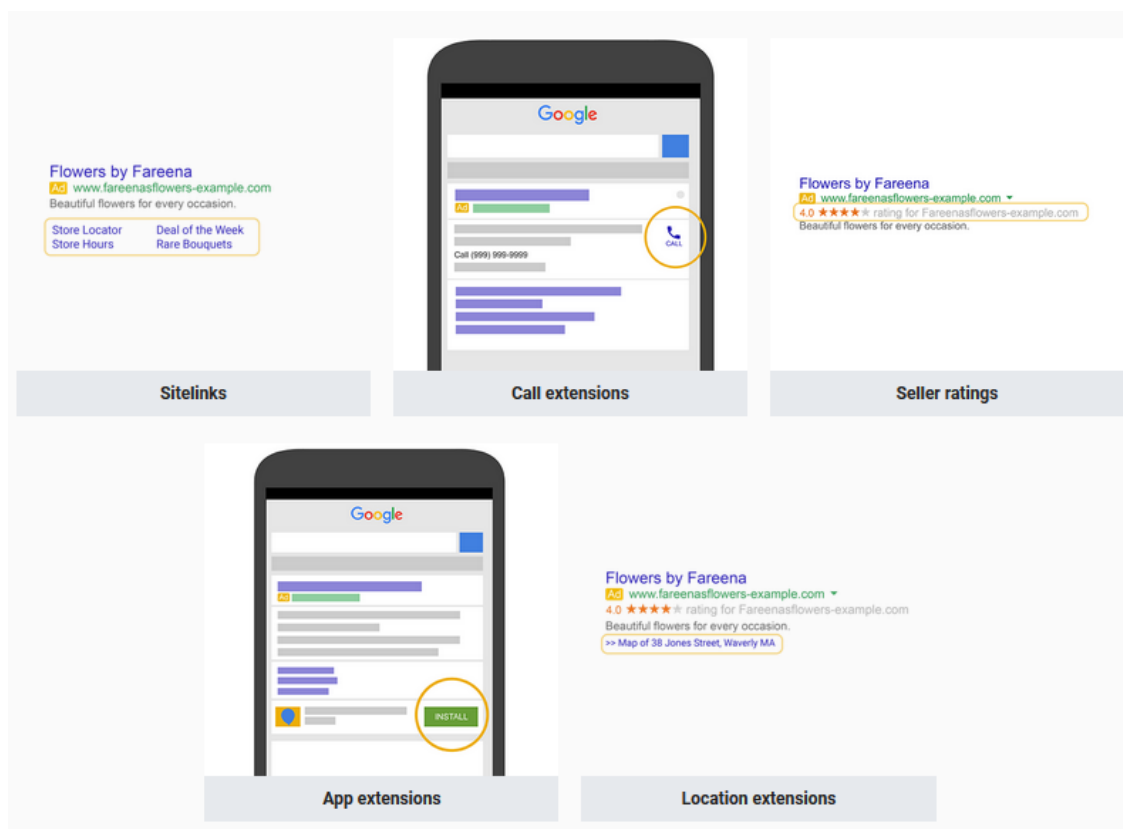 Flowers by Fareena
Ad www.fareenasflowers-example.com
Beautiful flowers for every occasion.
Store Locator Deal of the Week
Store Hours Rare Bouquets
Sitelinks
Google
Ad
CALL
Call (999) 999-9999
Call extensions
Flowers by Fareena
Ad www.fareenasflowers-example.com
4.0 ★★★★★ rating for Fareenasflowers-example.com
Beautiful flowers for every occasion.
Seller ratings
Google
Ad
INSTALL
App extensions
Flowers by Fareena
Ad www.fareenasflowers-example.com
4.0 ★★★★★ rating for Fareenasflowers-example.com
Beautiful flowers for every occasion.
>> Map of 38 Jones Street, Waverly MA
Location extensions